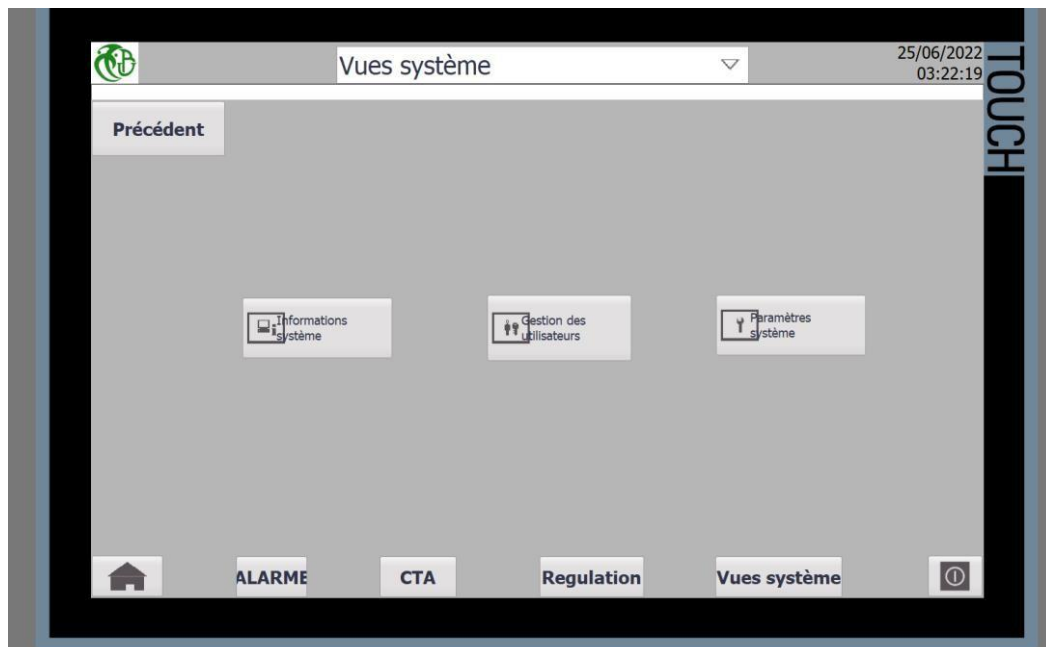 Vues système
25/06/2022
03:22:19
TOUCH
Précédent
Informations
système
Gestion des
utilisateurs
Paramètres
système
ALARME
CTA
Regulation
Vues système